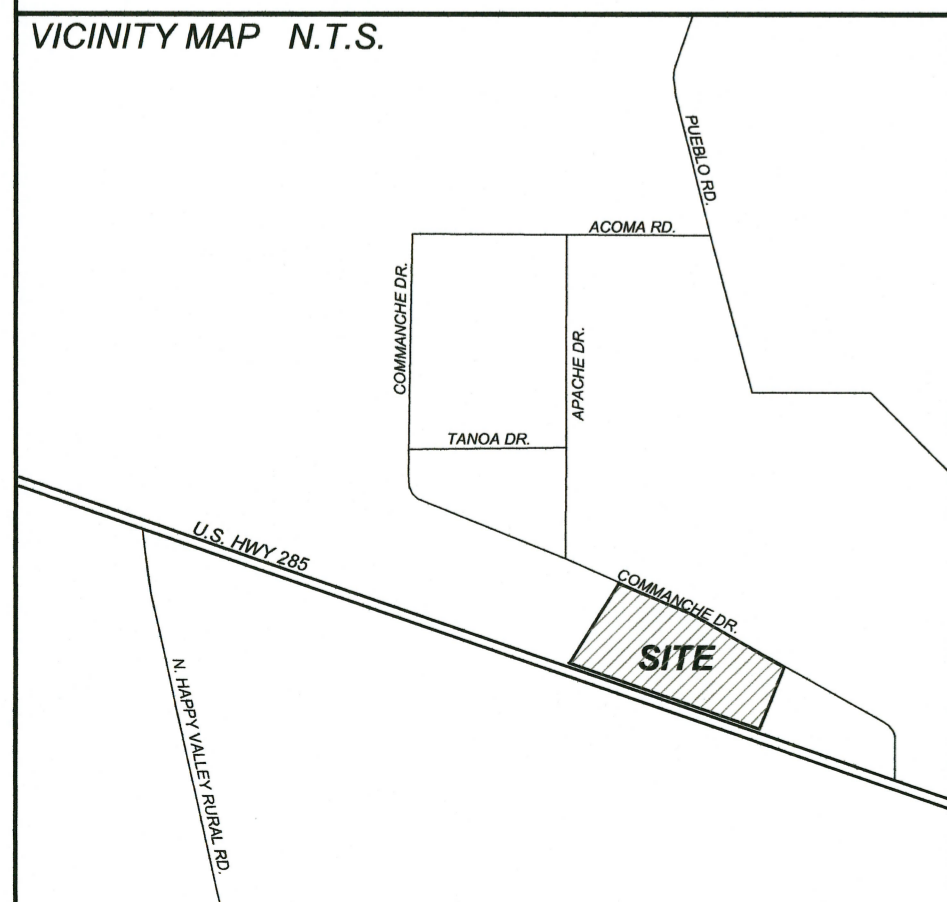 VICINITY MAP N.T.S.
PUEBLO RD.
ACOMA RD.
COMMANCHE DR.
APACHE DR.
TANOA DR.
U.S. HWY 285
COMMANCHE DR.
SITE
N. HAPPY VALLEY RURAL RD.